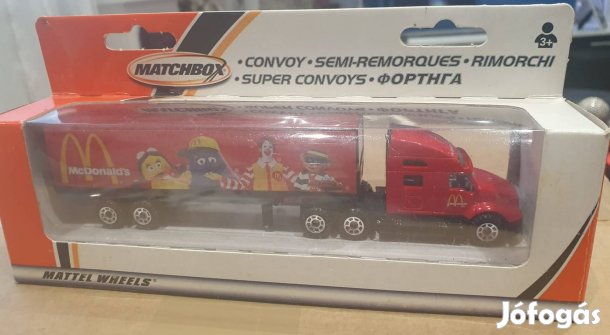 MATCHBOX
• CONVOY • SEMI-REMORQUES • RIMORCHI
• SUPER CONVOYS • ΦΟΡΤΗΓΑ
3+
McDonald's
MATTEL WHEELS
Jófogás